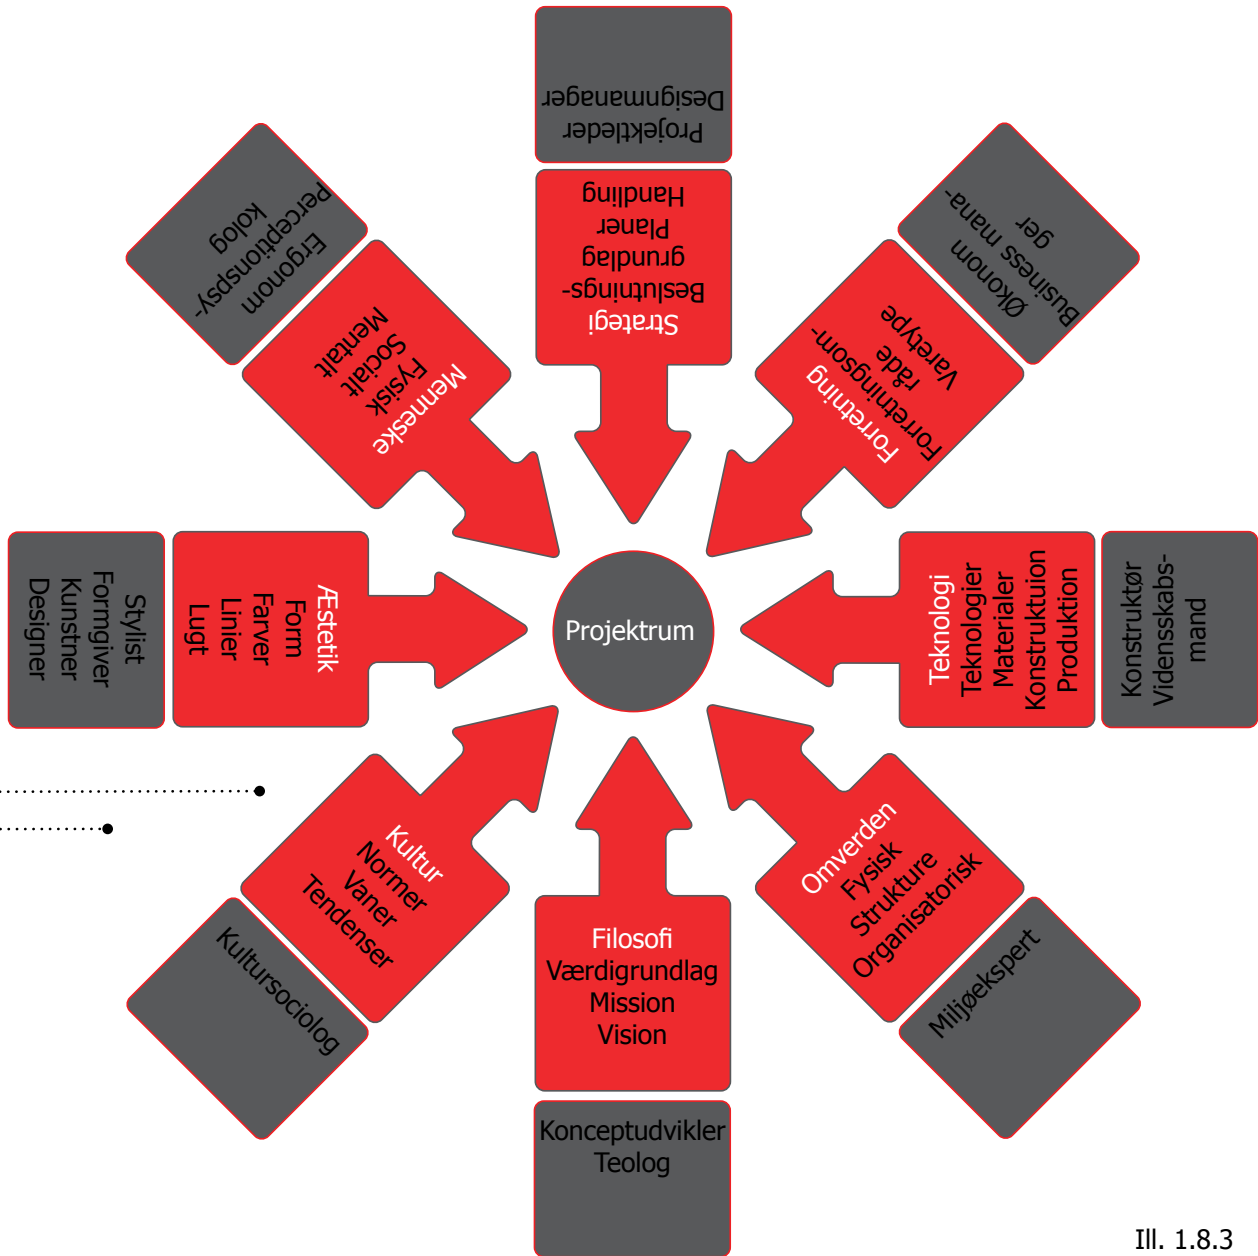 Projektleder
Designmanager
Strategi
Beslutnings-
grundlag
Planer
Handling
Økonom
Business mana-
ger
Forretning
Forretningsom-
råde
Varetype
Konstruktør
Vidensskabs-
mand
Teknologi
Teknologier
Materialer
Konstruktuion
Produktion
Omverden
Fysisk
Strukture
Organisatorisk
Miljøekspert
Filosofi
Værdigrundlag
Mission
Vision
Konceptudvikler
Teolog
Kultur
Normer
Vaner
Tendenser
Kultursociolog
Æstetik
Form
Farver
Linier
Lugt
Stylist
Formgiver
Kunstner
Designer
Menneske
Fysisk
Socialt
Mentalt
Ergonom
Perceptionspsy-
kolog
Projektrum
Ill. 1.8.3